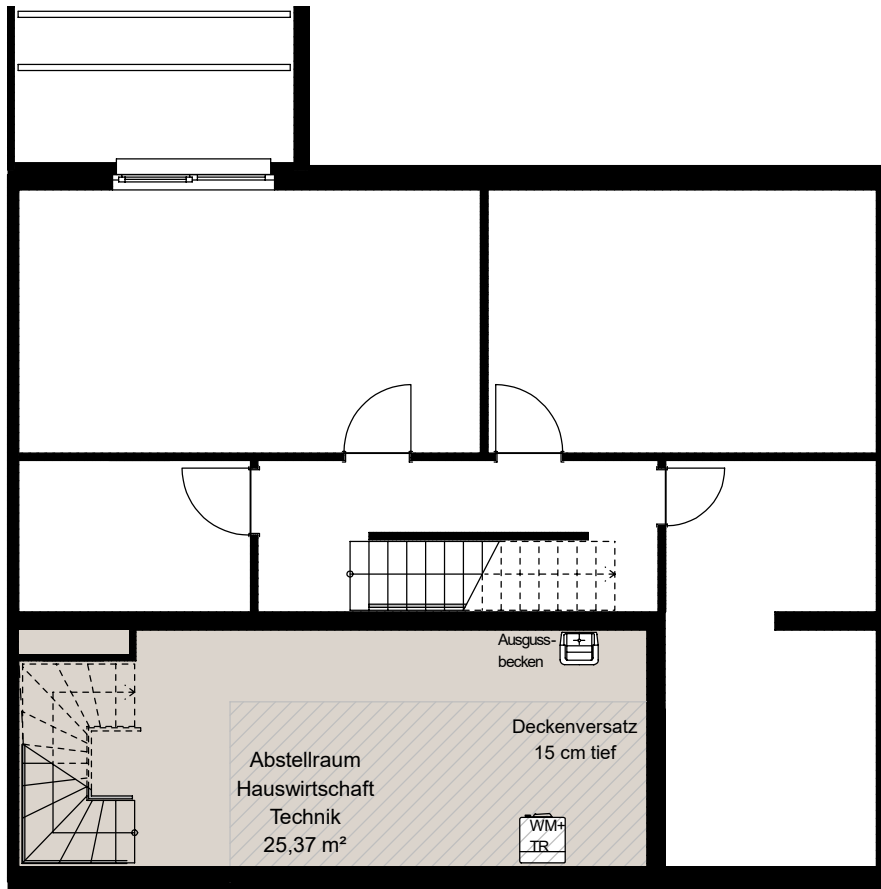 Ausguss-
becken
Deckenversatz
15 cm tief
Abstellraum
Hauswirtschaft
Technik
25,37 m²
WM+
TR